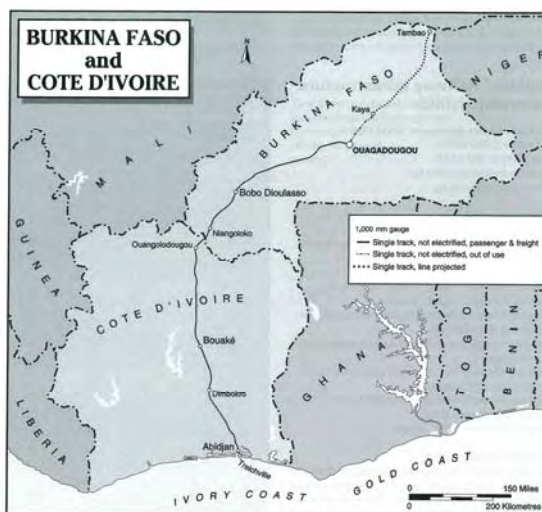 BURKINA FASO
and
COTE D'IVOIRE
N
Tambao
NIGER
Kaya
BURKINA FASO
OUAGADOUGOU
MALI
Bobo Dioulasso
Niangoloko
Ouangolodougou
GUINEA
1,000 mm gauge
Single track, not electrified, passenger & freight
Single track, not electrified, out of use
Single track, line projected
COTE D'IVOIRE
Bouaké
GHANA
TOGO
BENIN
Dimbokro
LIBERIA
Abidjan
Treichville
IVORY COAST
GOLD COAST
0 150 Miles
0 200 Kilometres